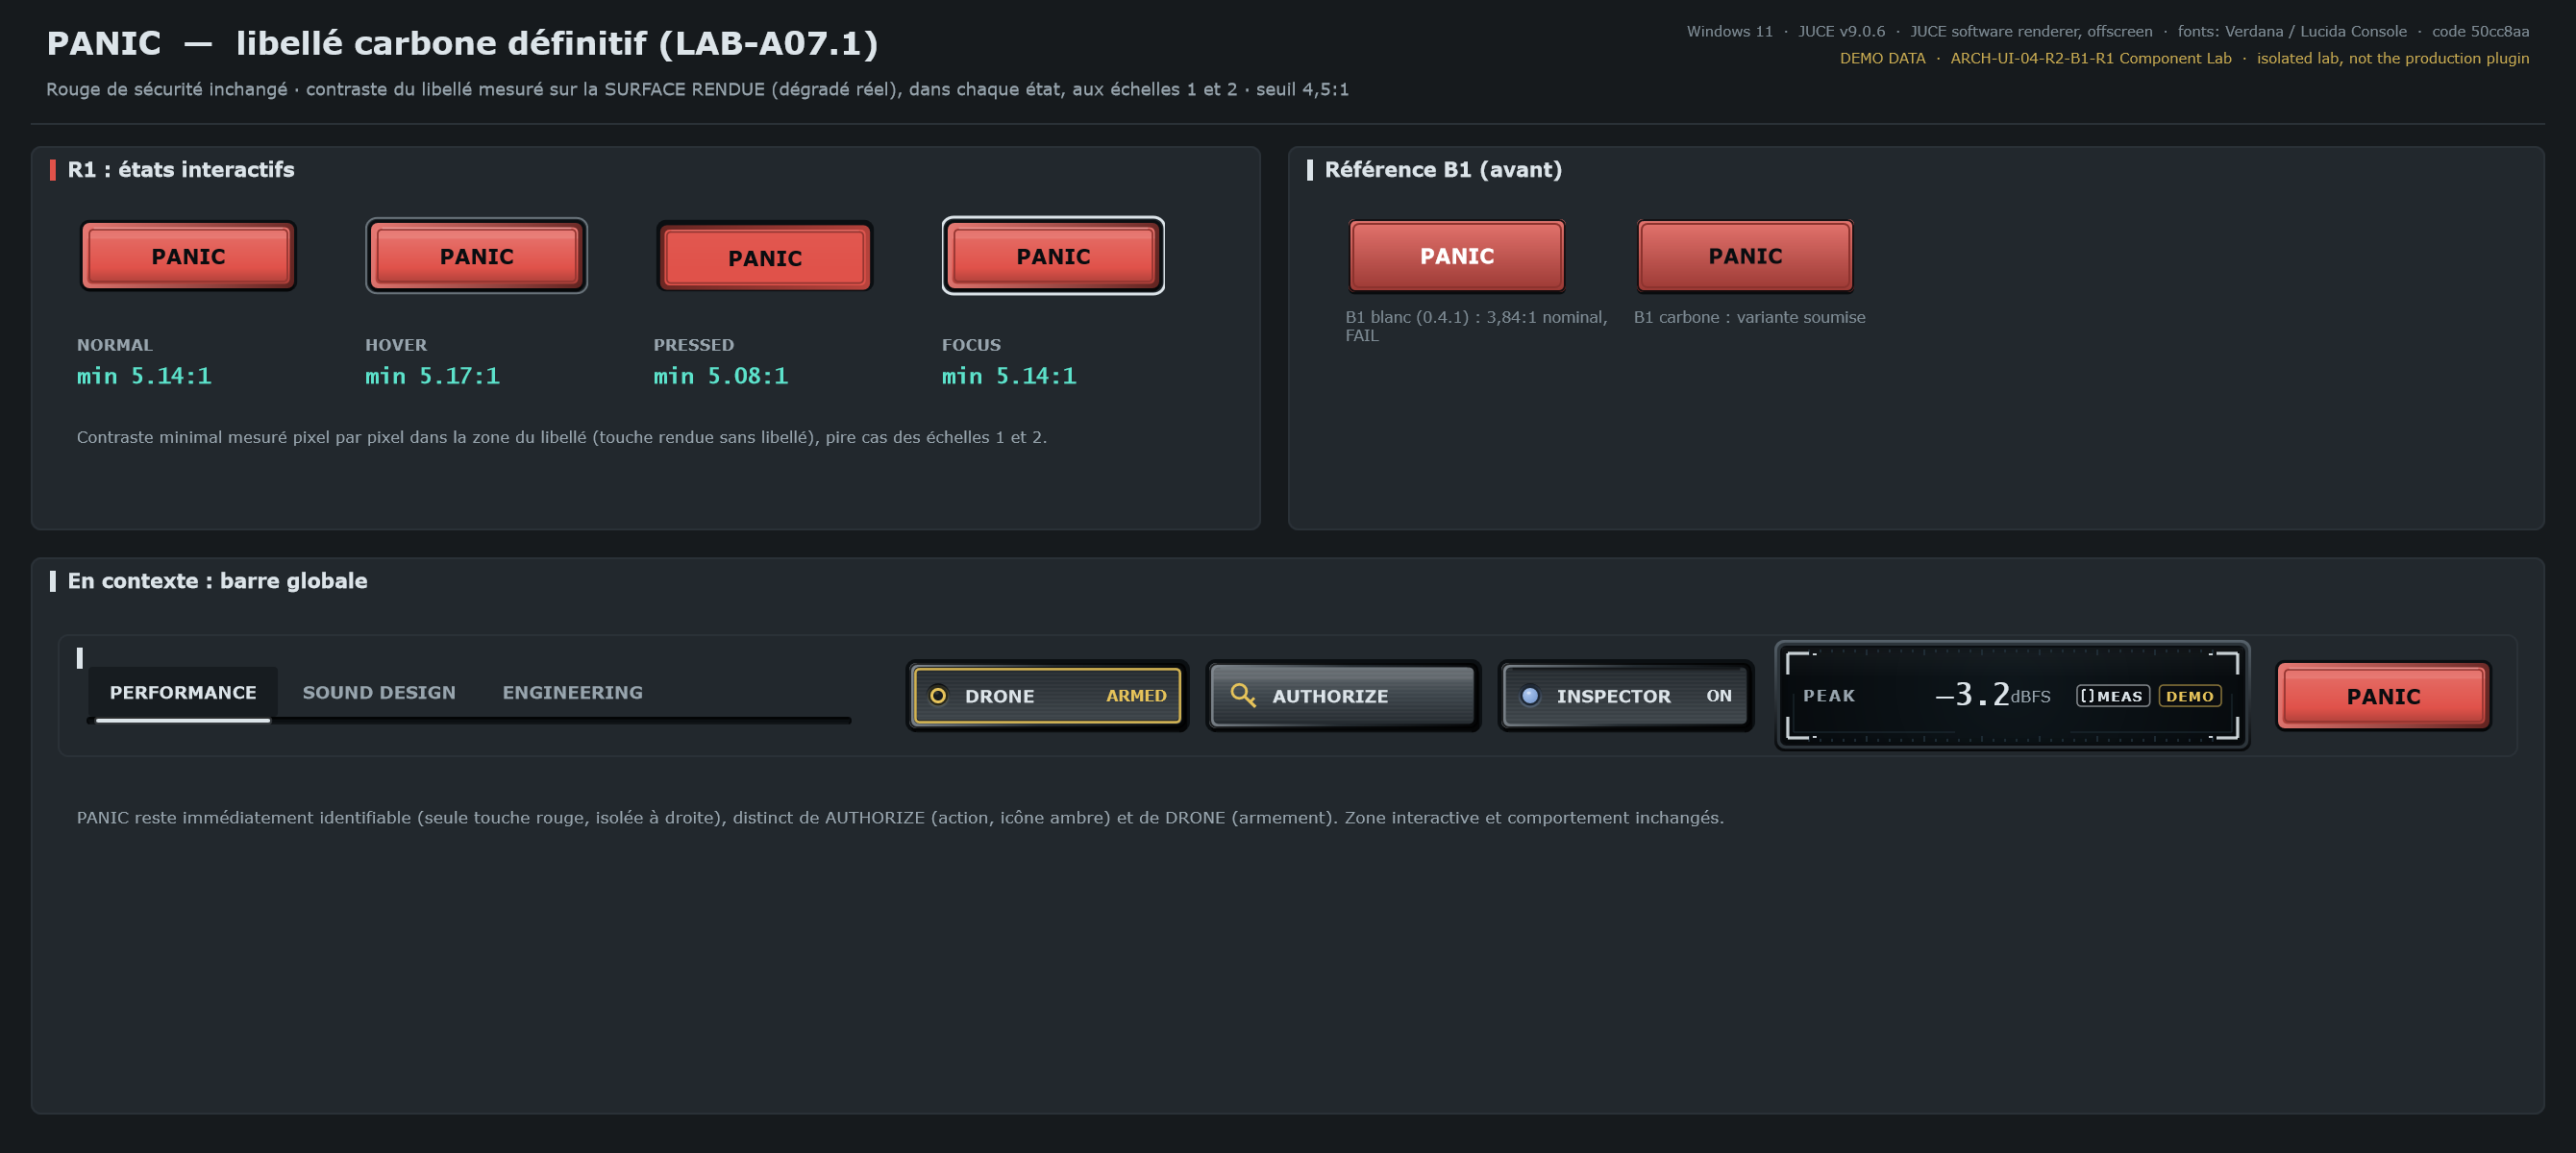 PANIC — libellé carbone définitif (LAB-A07.1)
Windows 11 · JUCE v9.0.6 · JUCE software renderer, offscreen · fonts: Verdana / Lucida Console · code 50cc8aa
DEMO DATA · ARCH-UI-04-R2-B1-R1 Component Lab · isolated lab, not the production plugin
Rouge de sécurité inchangé · contraste du libellé mesuré sur la SURFACE RENDUE (dégradé réel), dans chaque état, aux échelles 1 et 2 · seuil 4,5:1
R1 : états interactifs
PANIC PANIC PANIC PANIC
NORMAL HOVER PRESSED FOCUS
min 5.14:1 min 5.17:1 min 5.08:1 min 5.14:1
Contraste minimal mesuré pixel par pixel dans la zone du libellé (touche rendue sans libellé), pire cas des échelles 1 et 2.
Référence B1 (avant)
PANIC PANIC
B1 blanc (0.4.1) : 3,84:1 nominal,
FAIL
B1 carbone : variante soumise
En contexte : barre globale
PERFORMANCE SOUND DESIGN ENGINEERING DRONE ARMED AUTHORIZE INSPECTOR ON PEAK −3.2dBFS [] MEAS DEMO PANIC
PANIC reste immédiatement identifiable (seule touche rouge, isolée à droite), distinct de AUTHORIZE (action, icône ambre) et de DRONE (armement). Zone interactive et comportement inchangés.